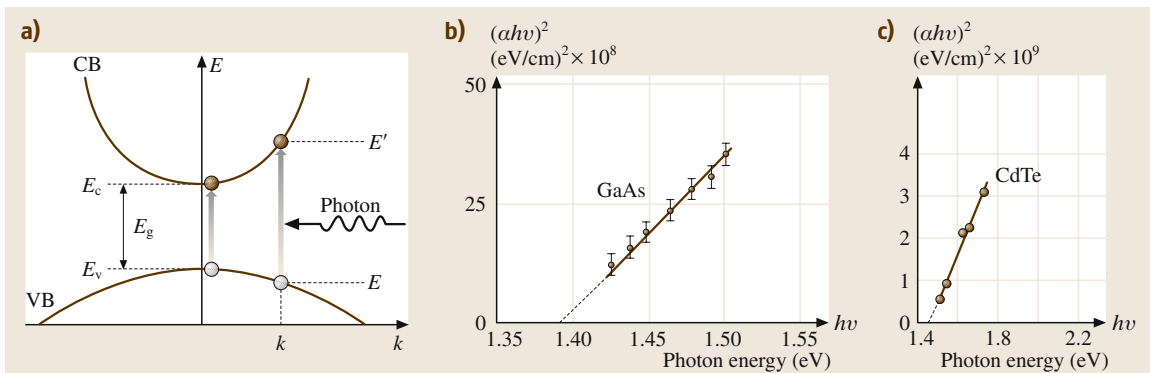 a)
CB
E
E′
Ec
Photon
Eg
Ev
E
VB
k
k
b)
(αhν)²
(eV/cm)² × 10⁸
50
GaAs
25
0
hν
1.35
1.40
1.45
1.50
1.55
Photon energy (eV)
c)
(αhν)²
(eV/cm)² × 10⁹
4
CdTe
3
2
1
0
hν
1.4
1.8
2.2
Photon energy (eV)